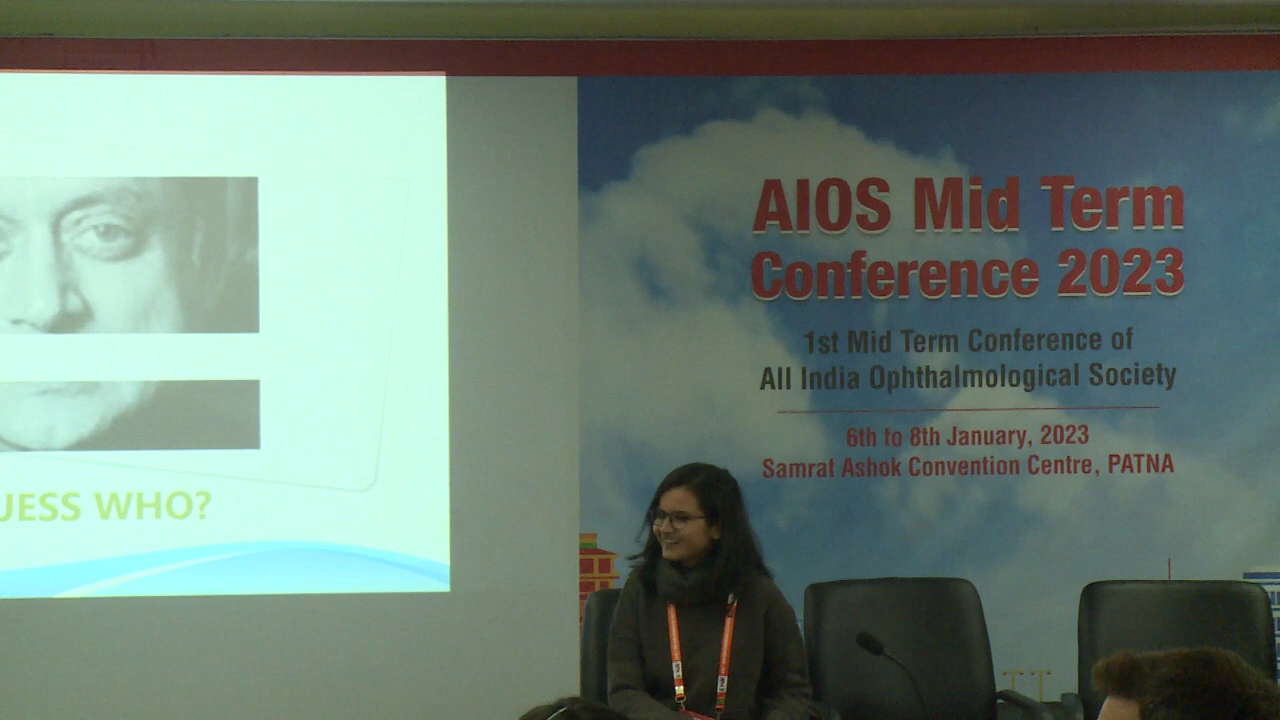 UESS WHO?
AIOS Mid Term
Conference 2023
1st Mid Term Conference of
All India Ophthalmological Society
6th to 8th January, 2023
Samrat Ashok Convention Centre, PATNA